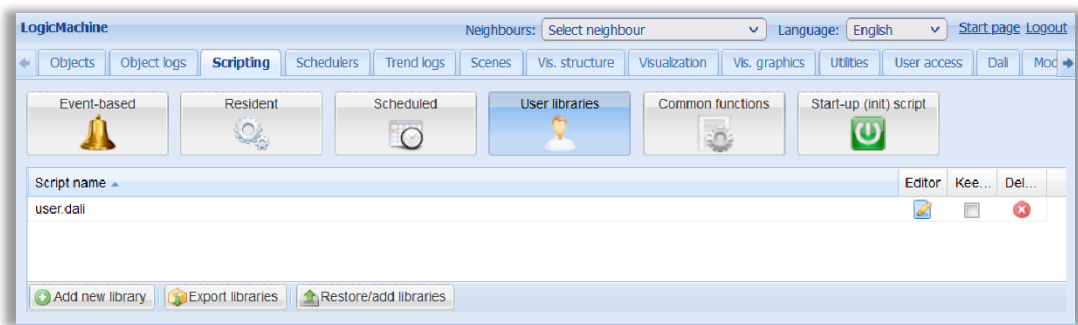 LogicMachine Neighbours: Select neighbour Language: English Start page Logout
Objects Object logs Scripting Schedulers Trend logs Scenes Vis. structure Visualization Vis. graphics Utilities User access Dali Mod
Event-based Resident Scheduled User libraries Common functions Start-up (init) script
Script name Editor Kee... Del...
user.dali
Add new library Export libraries Restore/add libraries